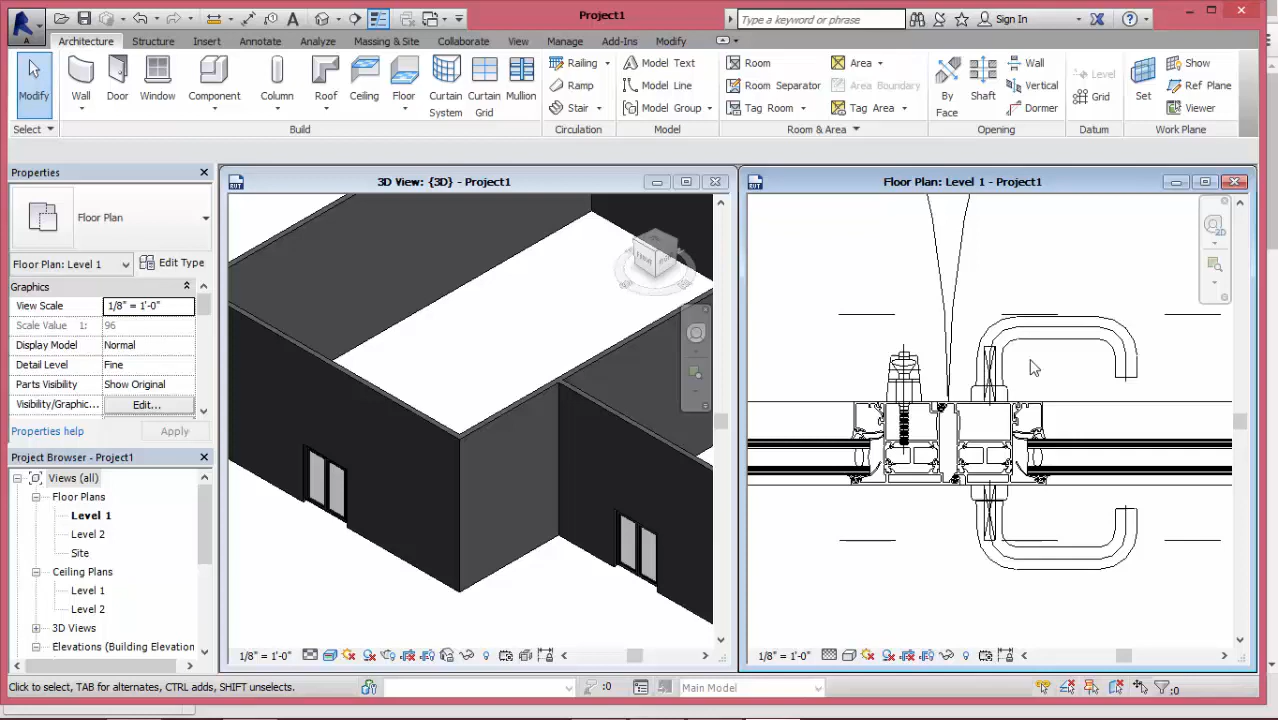 Project1
Type a keyword or phrase
Sign In
A
Architecture Structure Insert Annotate Analyze Massing & Site Collaborate View Manage Add-Ins Modify
Modify
Wall
Door
Window
Component
Column
Roof
Ceiling
Floor
Curtain System
Curtain Grid
Mullion
Railing
Ramp
Stair
Model Text
Model Line
Model Group
Room
Room Separator
Tag Room
Area
Area Boundary
Tag Area
By Face
Shaft
Wall
Vertical
Dormer
Level
Grid
Set
Show
Ref Plane
Viewer
Select
Build
Circulation
Model
Room & Area
Opening
Datum
Work Plane
Properties
Floor Plan
Floor Plan: Level 1
Edit Type
Graphics
View Scale 1/8" = 1'-0"
Scale Value 1: 96
Display Model Normal
Detail Level Fine
Parts Visibility Show Original
Visibility/Graphic... Edit...
Properties help Apply
Project Browser - Project1
Views (all)
Floor Plans
Level 1
Level 2
Site
Ceiling Plans
Level 1
Level 2
3D Views
Elevations (Building Elevation
3D View: {3D} - Project1
1/8" = 1'-0"
Floor Plan: Level 1 - Project1
2D
1/8" = 1'-0"
Click to select, TAB for alternates, CTRL adds, SHIFT unselects.
:0
Main Model
:0